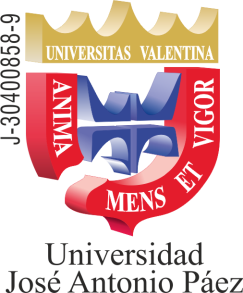 J-30400858-9
UNIVERSITAS VALENTINA
ANIMA
MENS ET VIGOR
Universidad
José Antonio Páez